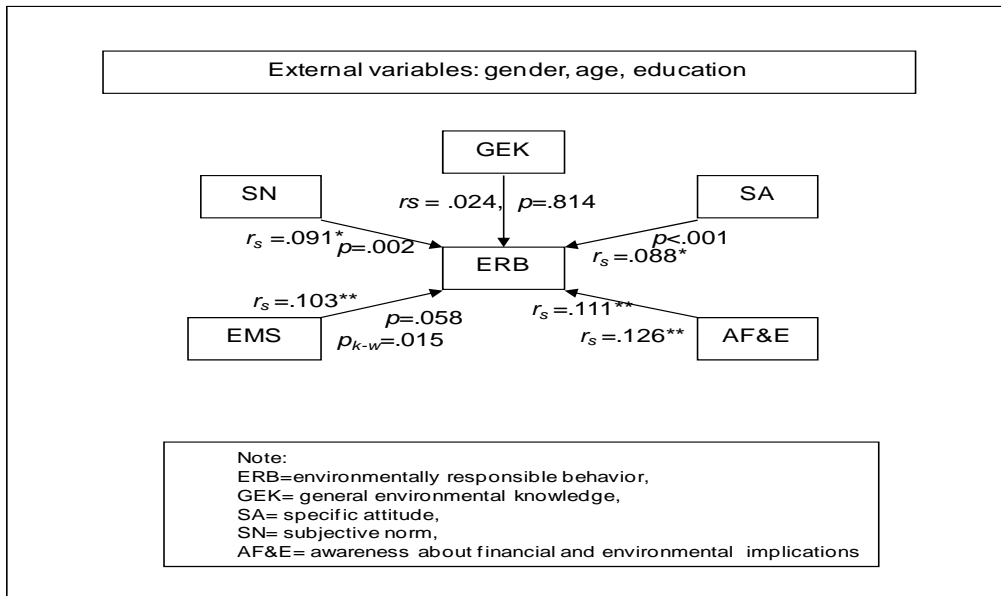 External variables: gender, age, education
GEK
SN
SA
rs = .024, p=.814
rs =.091*
p=.002
p<.001
rs =.088*
ERB
rs =.103**
p=.058
pk-w=.015
rs =.111**
rs =.126**
EMS
AF&E
Note:
ERB=environmentally responsible behavior,
GEK= general environmental knowledge,
SA= specific attitude,
SN= subjective norm,
AF&E= awareness about financial and environmental implications